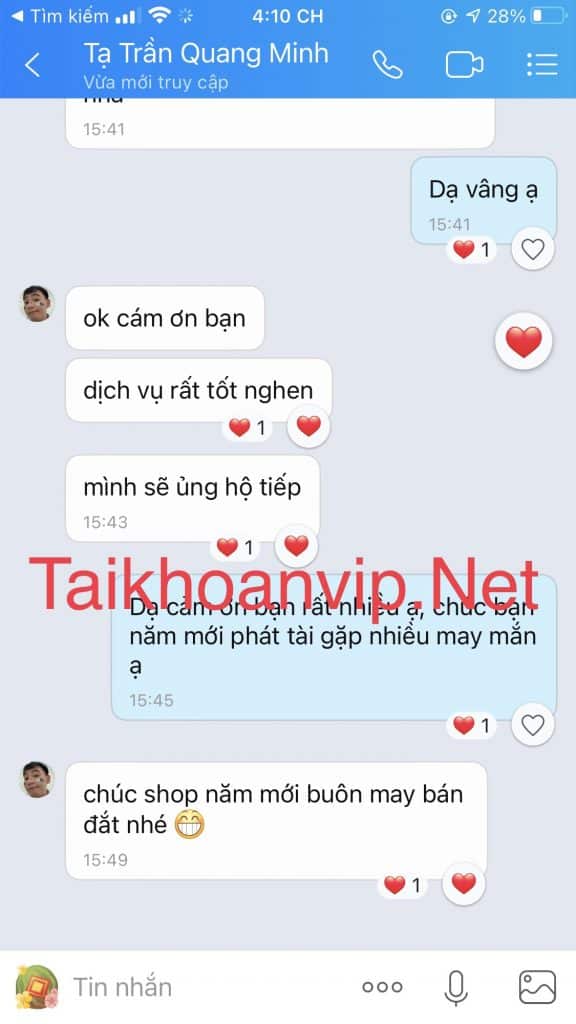 Tìm kiếm
4:10 CH
28%
Tạ Trần Quang Minh
Vừa mới truy cập
nha
15:41
Dạ vâng ạ
15:41
1
ok cám ơn bạn
dịch vụ rất tốt nghen
1
mình sẽ ủng hộ tiếp
15:43
1
Taikhoanvip.Net
Dạ cảm ơn bạn rất nhiều ạ, chúc bạn
năm mới phát tài gặp nhiều may mắn
ạ
15:45
1
chúc shop năm mới buôn may bán
đắt nhé
15:49
1
Tin nhắn